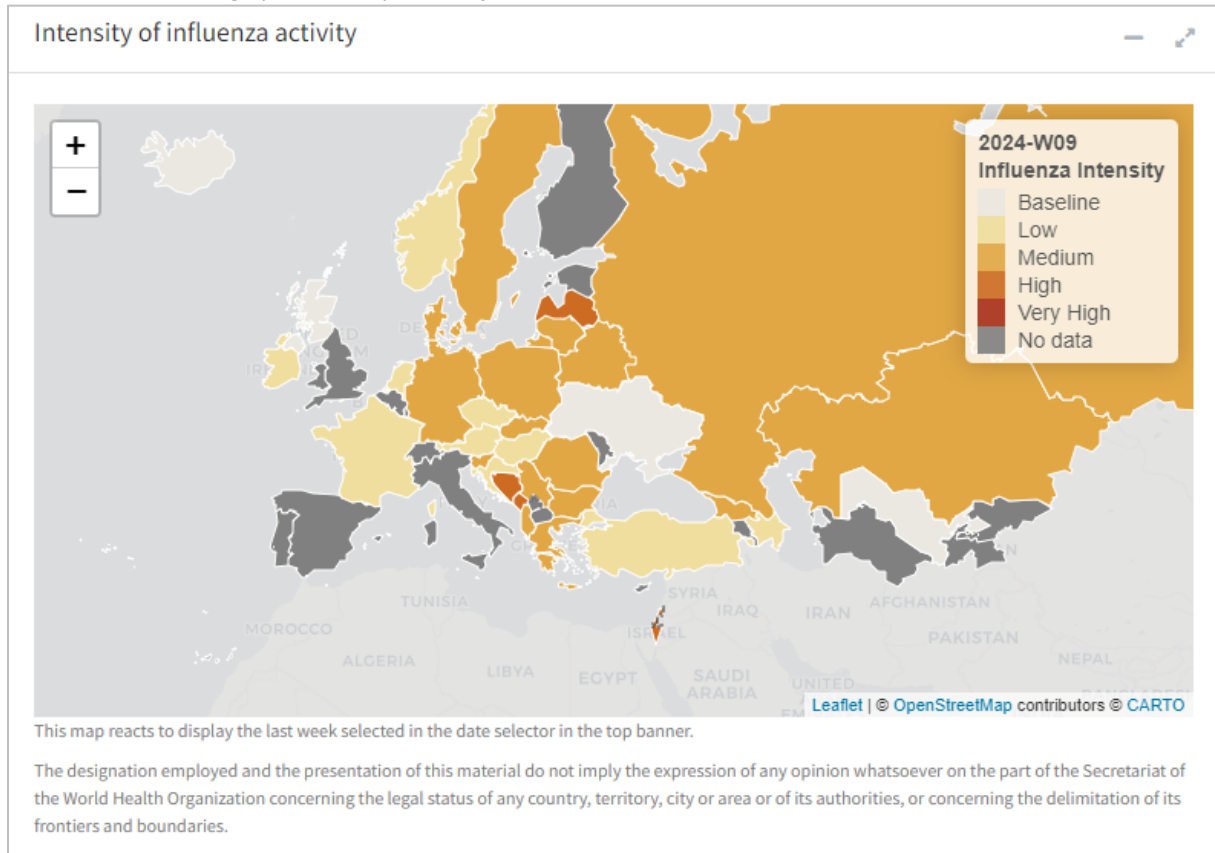 Intensity of influenza activity
+
−
2024-W09
Influenza Intensity
Baseline
Low
Medium
High
Very High
No data
TUNISIA
SYRIA
IRAQ
IRAN
AFGHANISTAN
MOROCCO
ISRAEL
PAKISTAN
ALGERIA
LIBYA
EGYPT
SAUDI
ARABIA
NEPAL
UNITED
Leaflet | © OpenStreetMap contributors © CARTO
This map reacts to display the last week selected in the date selector in the top banner.
The designation employed and the presentation of this material do not imply the expression of any opinion whatsoever on the part of the Secretariat of
the World Health Organization concerning the legal status of any country, territory, city or area or of its authorities, or concerning the delimitation of its
frontiers and boundaries.